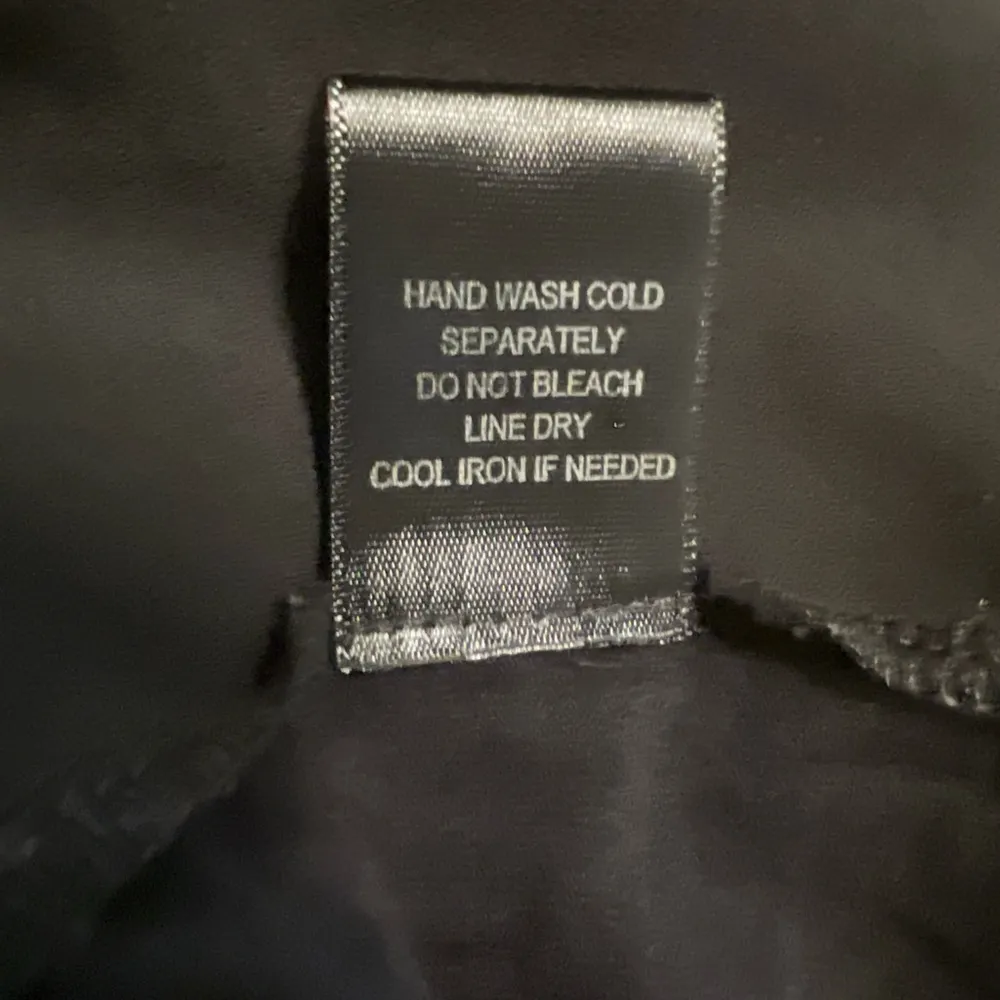 HAND WASH COLD
SEPARATELY
DO NOT BLEACH
LINE DRY
COOL IRON IF NEEDED